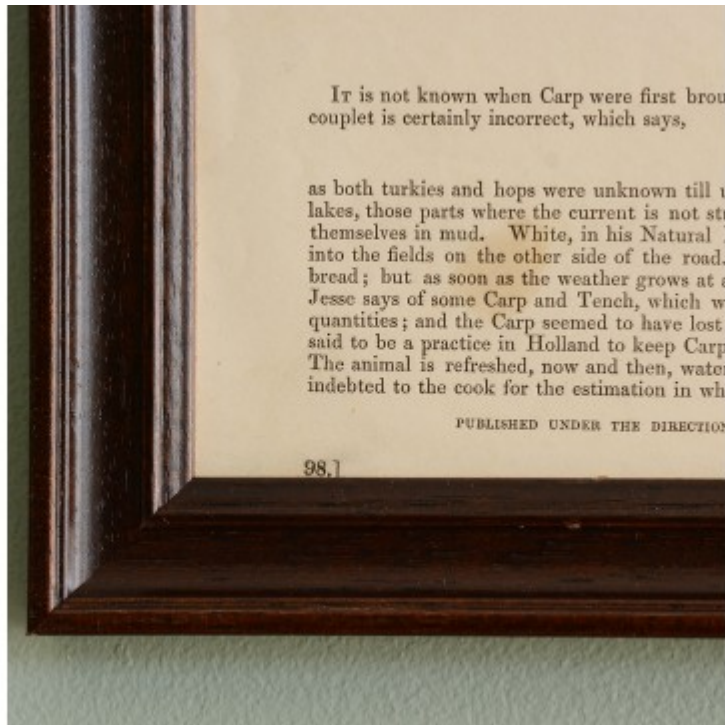 IT is not known when Carp were first brou
couplet is certainly incorrect, which says,
as both turkies and hops were unknown till
lakes, those parts where the current is not st
themselves in mud. White, in his Natural
into the fields on the other side of the road.
bread; but as soon as the weather grows at a
Jesse says of some Carp and Tench, which w
quantities; and the Carp seemed to have lost
said to be a practice in Holland to keep Carp
The animal is refreshed, now and then, water
indebted to the cook for the estimation in wh
PUBLISHED UNDER THE DIRECTION
98.]